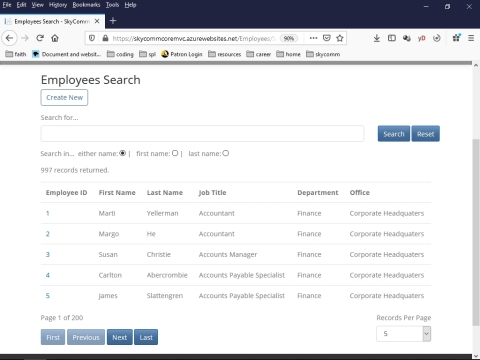 File Edit View History Bookmarks Tools Help
Employees Search - SkyComm
https://skycommcoremvc.azurewebsites.net/Employees/
90%
faith Document and websit... coding spl Patron Login resources career home skycomm
Employees Search
Create New
Search for...
Search Reset
Search in... either name: | first name: | last name:
997 records returned.
Employee ID First Name Last Name Job Title Department Office
1 Marti Yellerman Accountant Finance Corporate Headquaters
2 Margo He Accountant Finance Corporate Headquaters
3 Susan Christie Accounts Manager Finance Corporate Headquaters
4 Carlton Abercrombie Accounts Payable Specialist Finance Corporate Headquaters
5 James Slattengren Accounts Payable Specialist Finance Corporate Headquaters
Page 1 of 200 Records Per Page
First Previous Next Last 5